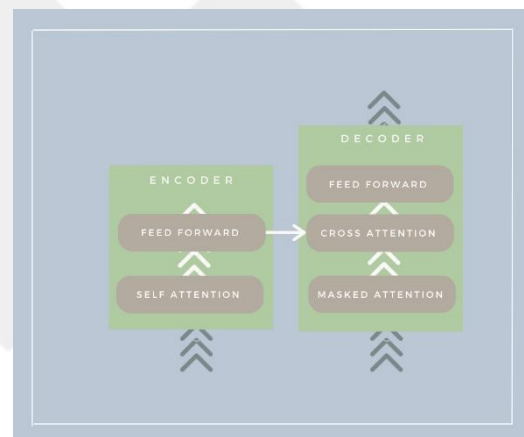 ENCODER
FEED FORWARD
SELF ATTENTION
DECODER
FEED FORWARD
CROSS ATTENTION
MASKED ATTENTION